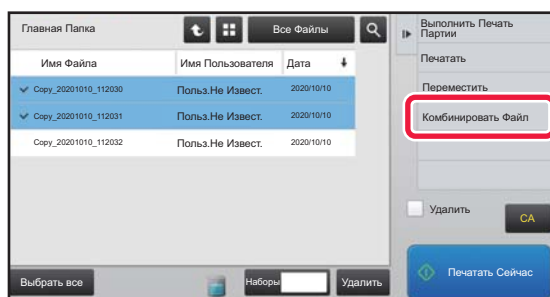 Главная Папка
Все Файлы
Имя Файла Имя Пользователя Дата
Copy_20201010_112030 Польз.Не Извест. 2020/10/10
Copy_20201010_112031 Польз.Не Извест. 2020/10/10
Copy_20201010_112032 Польз.Не Извест. 2020/10/10
Выбрать все Наборы Удалить
Выполнить Печать
Партии
Печатать
Переместить
Комбинировать Файл
Удалить
CA
Печатать Сейчас